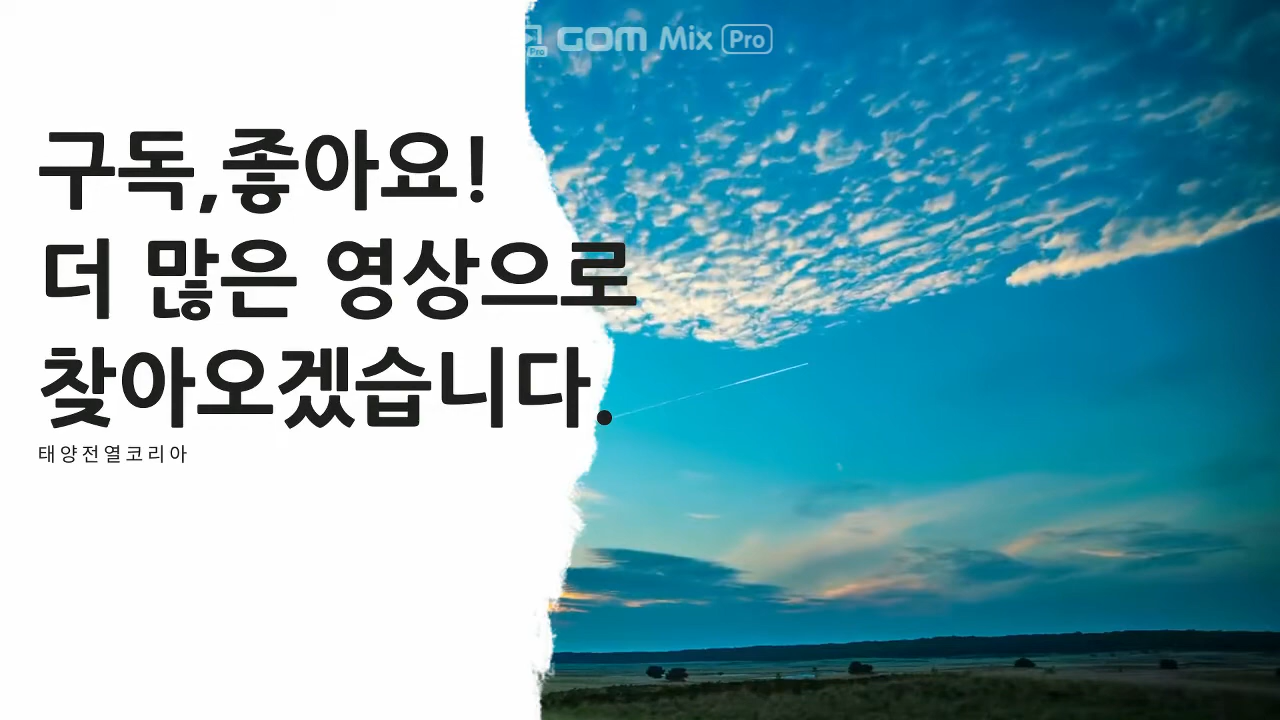 GOM Mix Pro
Pro
구독,좋아요!
더 많은 영상으로
찾아오겠습니다.
태양전열코리아